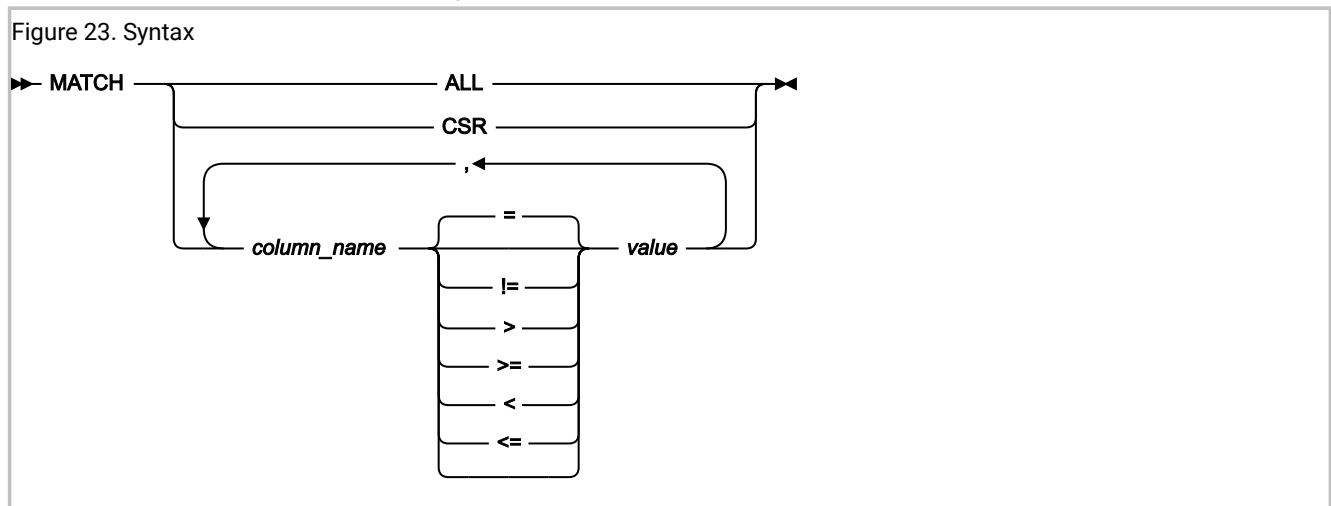 Figure 23. Syntax
MATCH ALL
CSR
,
=
column_name value
!=
>
>=
<
<=